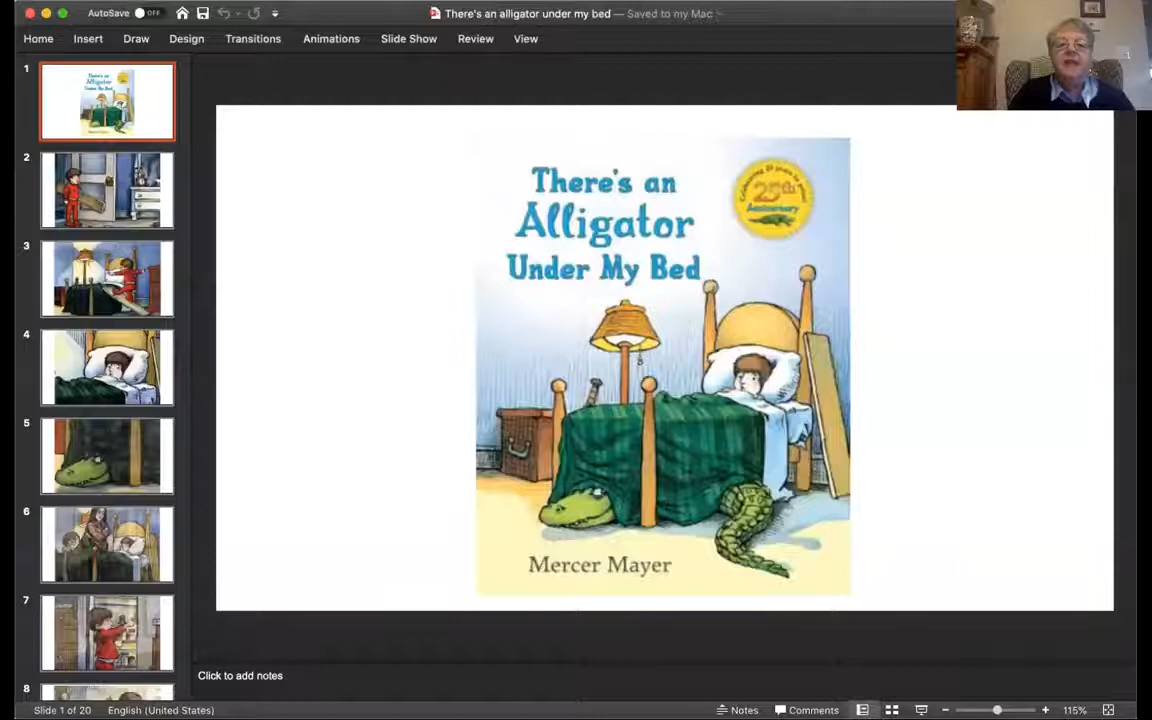 AutoSave OFF
There's an alligator under my bed — Saved to my Mac
Home Insert Draw Design Transitions Animations Slide Show Review View
1
2
3
4
5
6
7
8
There's an
Alligator
Under My Bed
25th
Anniversary
Mercer Mayer
Click to add notes
Slide 1 of 20 English (United States) Notes Comments 115%